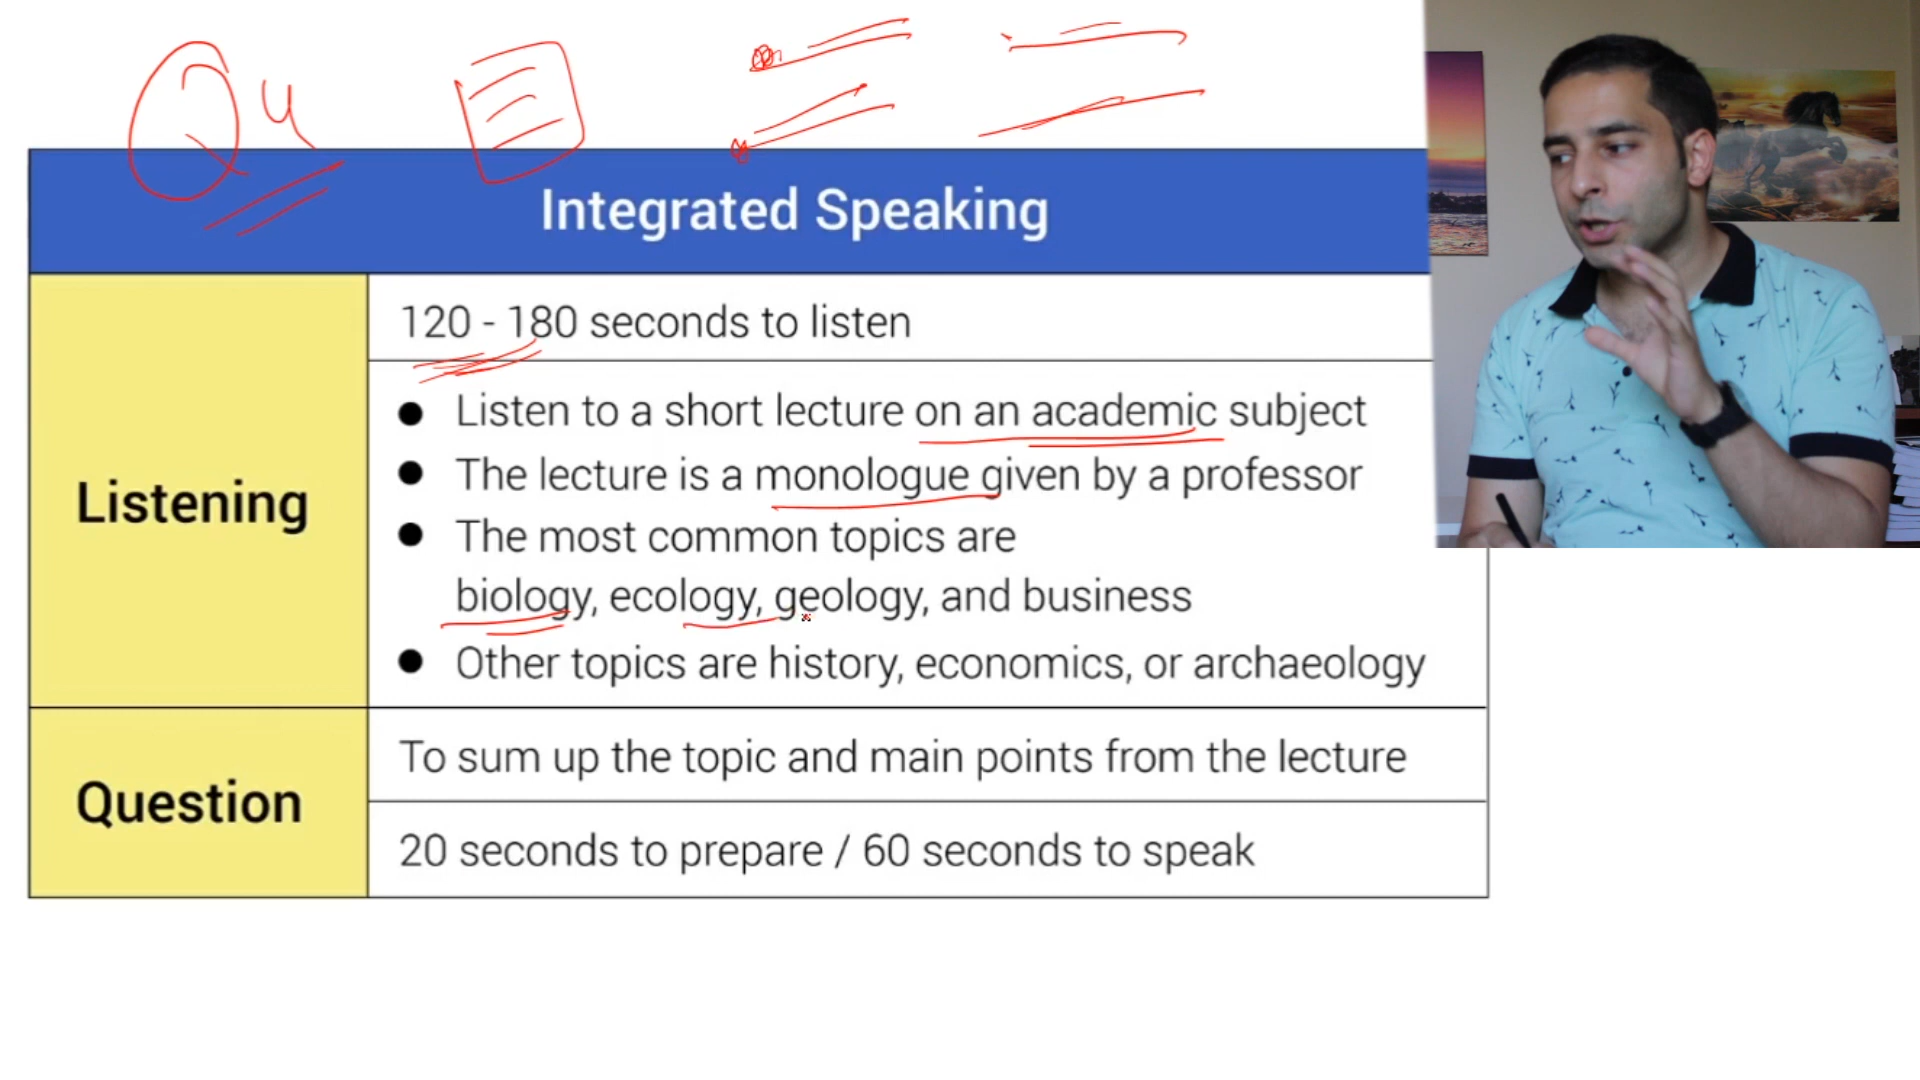 Q4
Integrated Speaking
Listening
120 - 180 seconds to listen
● Listen to a short lecture on an academic subject
● The lecture is a monologue given by a professor
● The most common topics are
biology, ecology, geology, and business
● Other topics are history, economics, or archaeology
Question
To sum up the topic and main points from the lecture
20 seconds to prepare / 60 seconds to speak